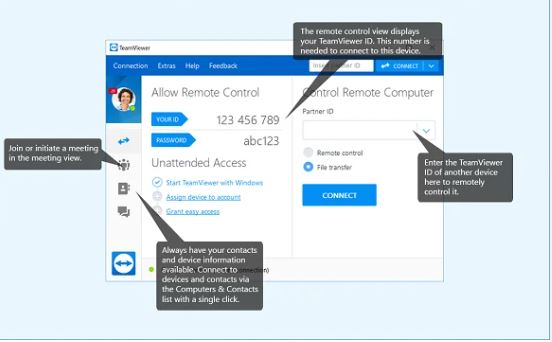 The remote control view displays
your TeamViewer ID. This number is
needed to connect to this device.
TeamViewer
Connection Extras Help Feedback
partner ID
CONNECT
Allow Remote Control
Control Remote Computer
YOUR ID 123 456 789
Partner ID
PASSWORD abc123
Join or initiate a meeting
in the meeting view.
Unattended Access
Remote control
File transfer
Start TeamViewer with Windows
Assign device to account
Grant easy access
CONNECT
Enter the TeamViewer
ID of another device
here to remotely
control it.
Always have your contacts
and device information
available. Connect to
devices and contacts via
the Computers & Contacts
list with a single click.